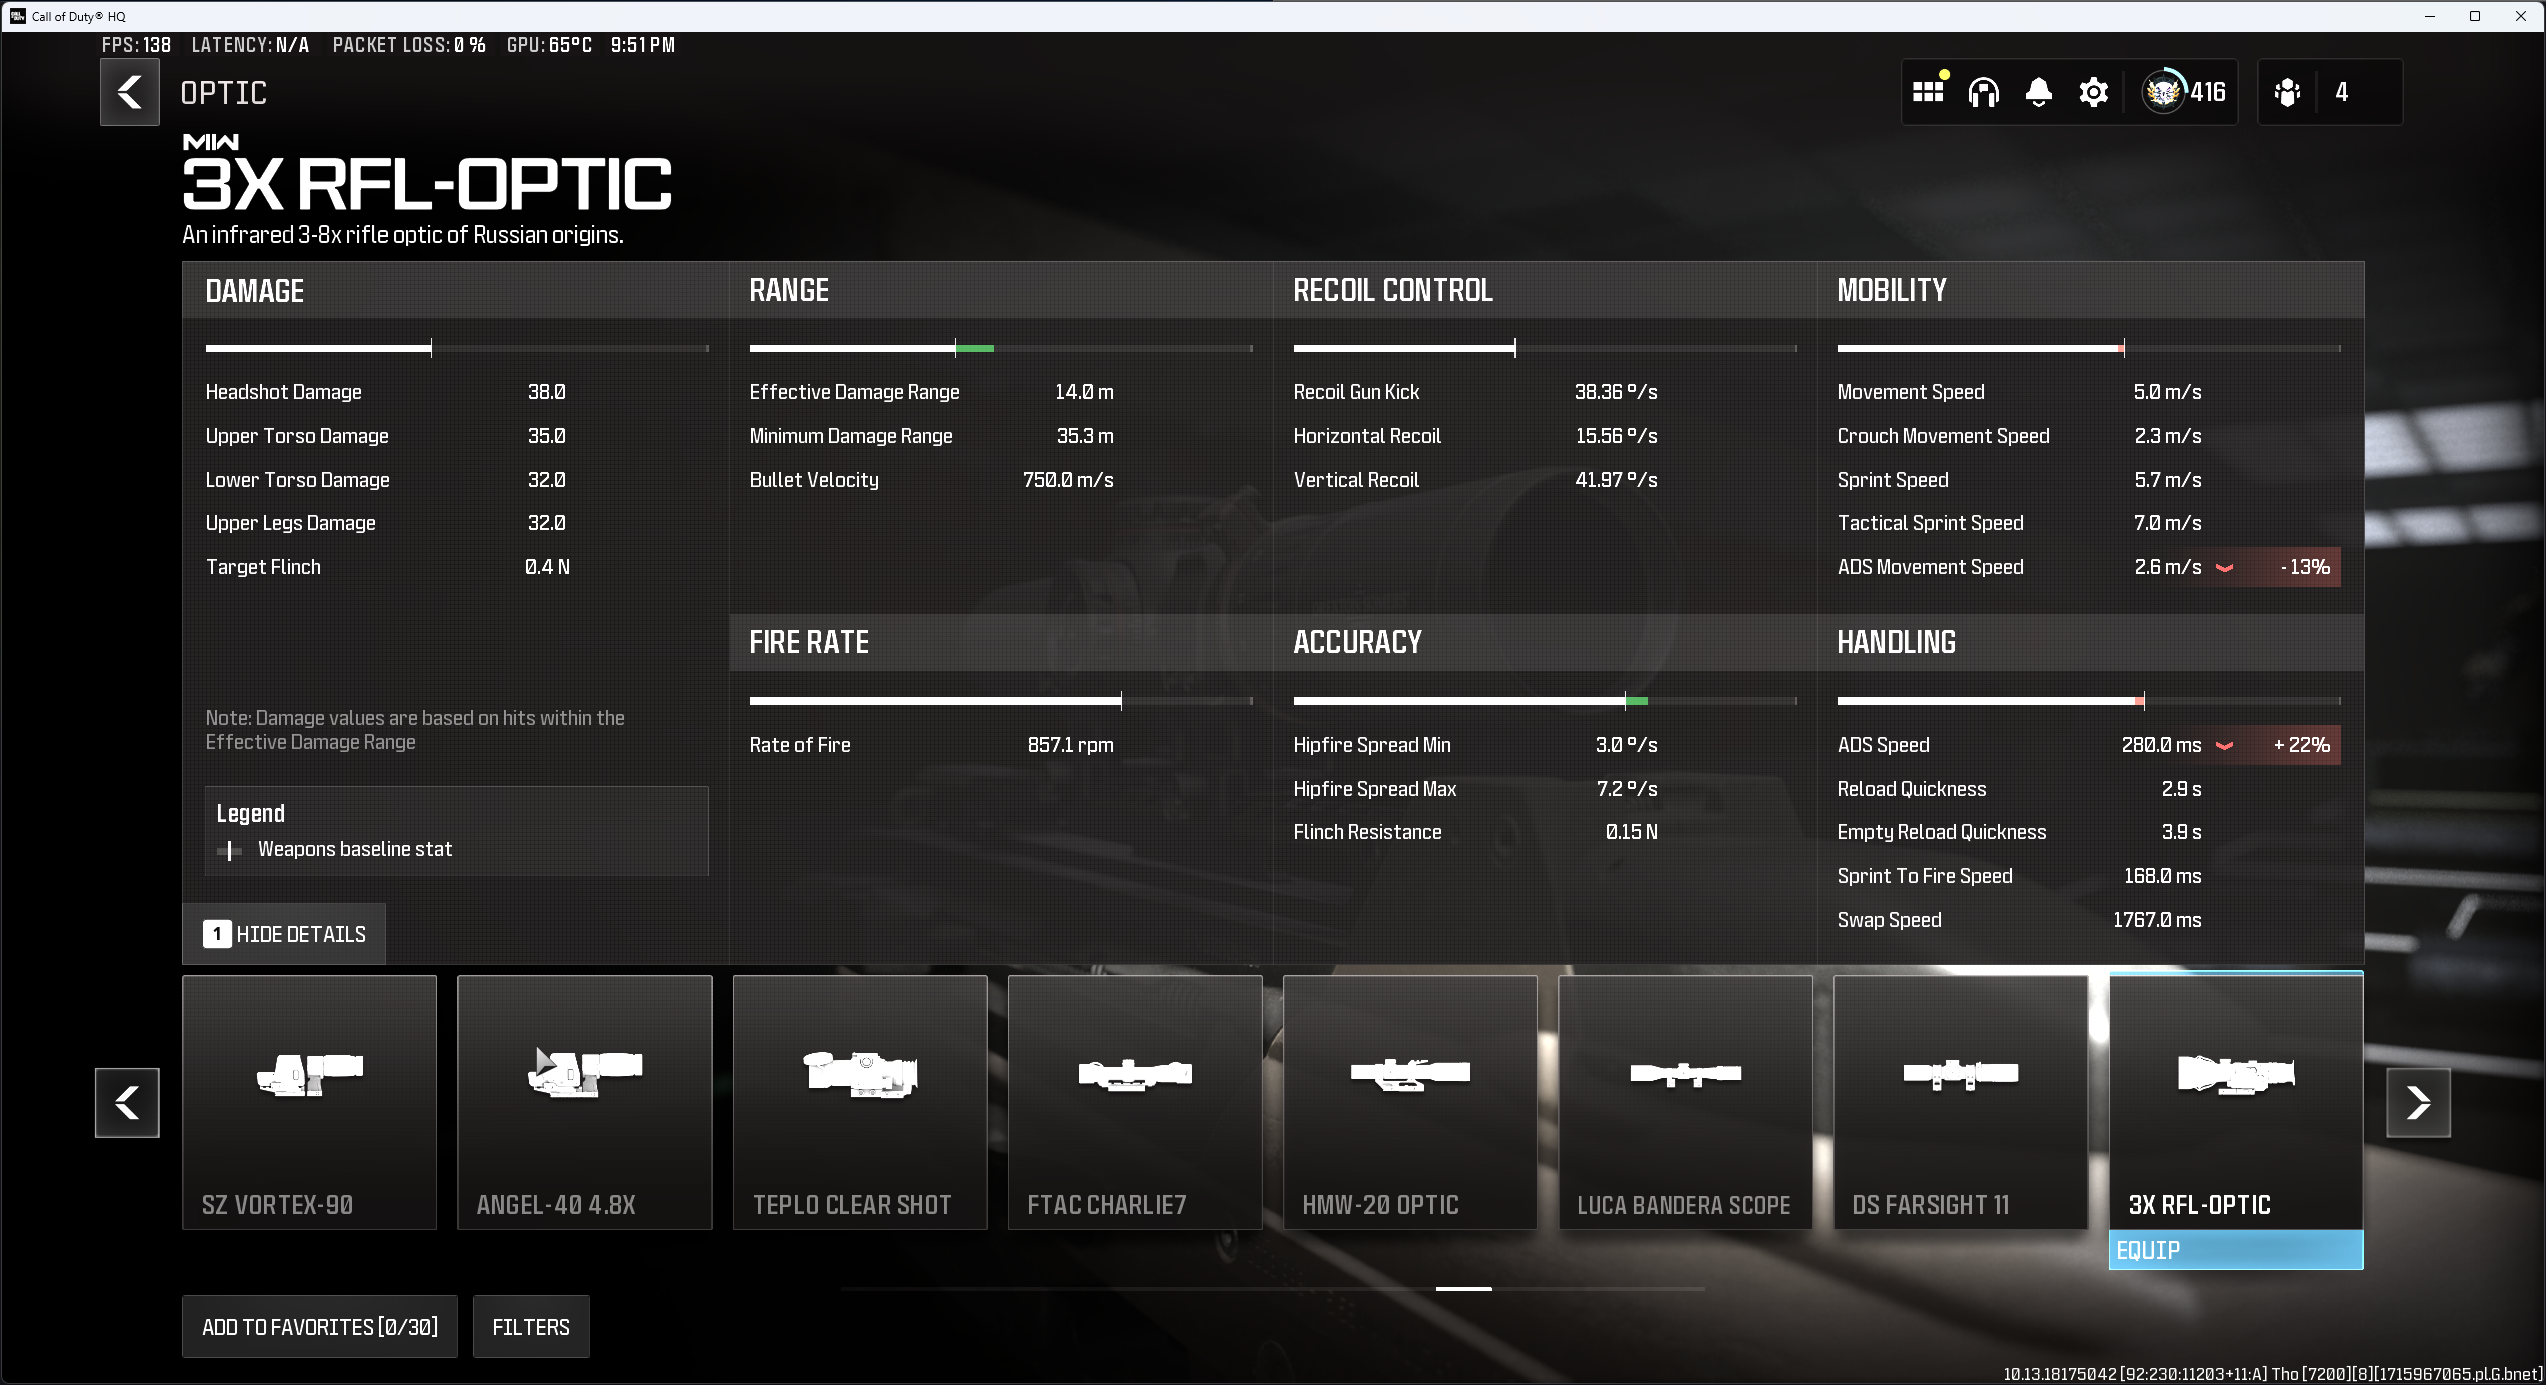 Call of Duty® HQ
FPS: 138 LATENCY: N/A PACKET LOSS: 0 % GPU: 65°C 9:51 PM
OPTIC
416
4
MW
3X RFL-OPTIC
An infrared 3-8x rifle optic of Russian origins.
DAMAGE
Headshot Damage 38.0
Upper Torso Damage 35.0
Lower Torso Damage 32.0
Upper Legs Damage 32.0
Target Flinch 0.4 N
Note: Damage values are based on hits within the
Effective Damage Range
Legend
Weapons baseline stat
1 HIDE DETAILS
RANGE
Effective Damage Range 14.0 m
Minimum Damage Range 35.3 m
Bullet Velocity 750.0 m/s
FIRE RATE
Rate of Fire 857.1 rpm
RECOIL CONTROL
Recoil Gun Kick 38.36 º/s
Horizontal Recoil 15.56 º/s
Vertical Recoil 41.97 º/s
ACCURACY
Hipfire Spread Min 3.0 º/s
Hipfire Spread Max 7.2 º/s
Flinch Resistance 0.15 N
MOBILITY
Movement Speed 5.0 m/s
Crouch Movement Speed 2.3 m/s
Sprint Speed 5.7 m/s
Tactical Sprint Speed 7.0 m/s
ADS Movement Speed 2.6 m/s - 13%
HANDLING
ADS Speed 280.0 ms + 22%
Reload Quickness 2.9 s
Empty Reload Quickness 3.9 s
Sprint To Fire Speed 168.0 ms
Swap Speed 1767.0 ms
SZ VORTEX-90
ANGEL-40 4.8X
TEPLO CLEAR SHOT
FTAC CHARLIE7
HMW-20 OPTIC
LUCA BANDERA SCOPE
DS FARSIGHT 11
3X RFL-OPTIC
EQUIP
ADD TO FAVORITES [0/30]
FILTERS
10.13.18175042 [92:230:11203+11:A] Tho [7200][8][1715967065.pl.G.bnet]